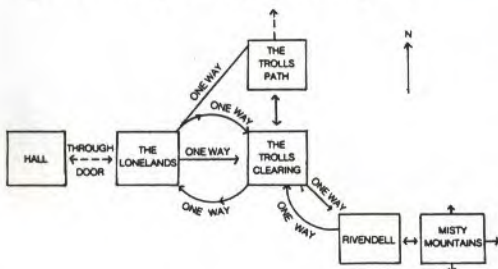 THE
TROLLS
PATH
N
ONE WAY
ONE WAY
HALL
THROUGH
DOOR
THE
LONELANDS
ONE WAY
THE
TROLLS
CLEARING
ONE WAY
ONE WAY
ONE WAY
RIVENDELL
MISTY
MOUNTAINS